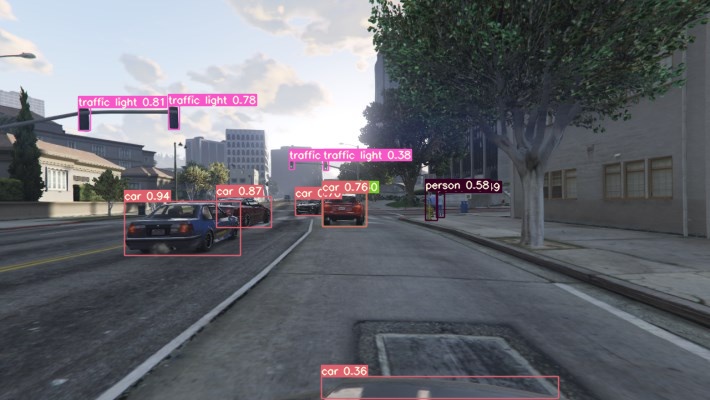 traffic light 0.81
traffic light 0.78
traffic
traffic light 0.38
car 0.94
car 0.87
car 0.76
person 0.58
car 0.36